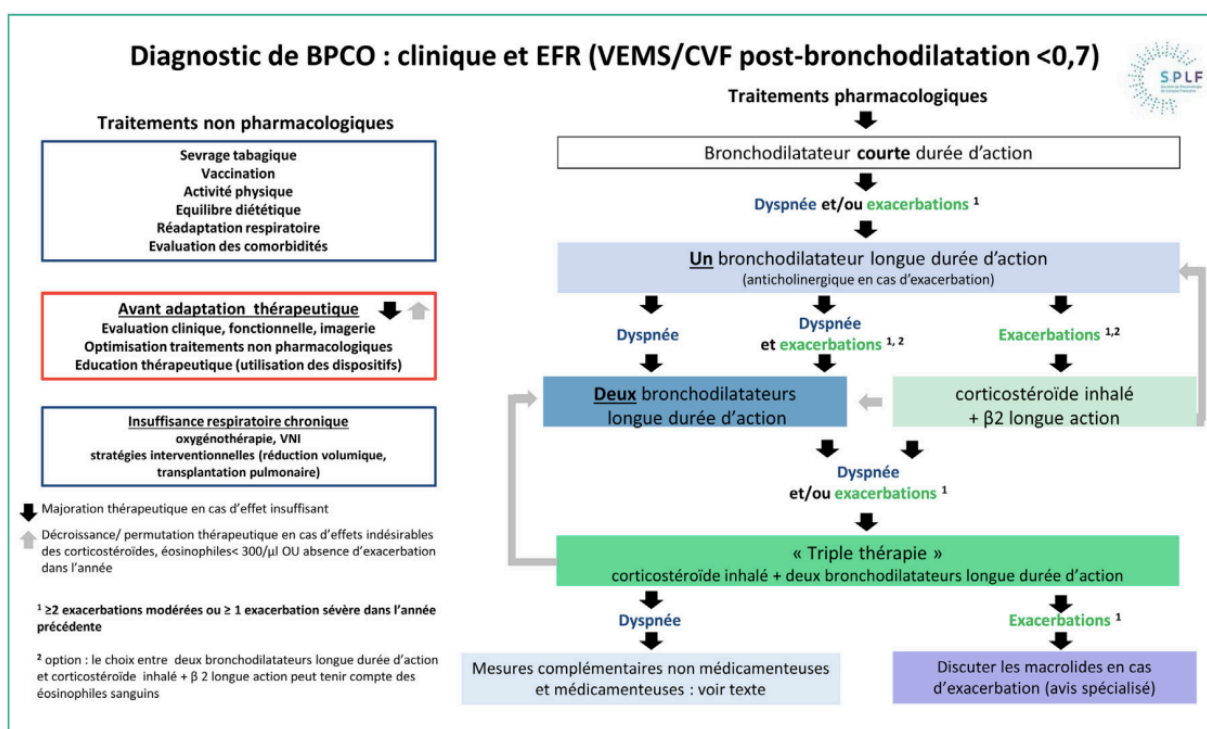 Diagnostic de BPCO : clinique et EFR (VEMS/CVF post-bronchodilatation <0,7)
SPLF
Traitements non pharmacologiques
Sevrage tabagique
Vaccination
Activité physique
Equilibre diététique
Réadaptation respiratoire
Evaluation des comorbidités
Avant adaptation thérapeutique
Evaluation clinique, fonctionnelle, imagerie
Optimisation traitements non pharmacologiques
Education thérapeutique (utilisation des dispositifs)
Insuffisance respiratoire chronique
oxygénothérapie, VNI
stratégies interventionnelles (réduction volumique,
transplantation pulmonaire)
Majoration thérapeutique en cas d'effet insuffisant
Décroissance/ permutation thérapeutique en cas d'effets indésirables
des corticostéroïdes, éosinophiles< 300/µl OU absence d'exacerbation
dans l'année
¹ ≥2 exacerbations modérées ou ≥ 1 exacerbation sévère dans l'année
précédente
² option : le choix entre deux bronchodilatateurs longue durée d'action
et corticostéroïde inhalé + β 2 longue action peut tenir compte des
éosinophiles sanguins
Traitements pharmacologiques
Bronchodilatateur courte durée d'action
Dyspnée et/ou exacerbations ¹
Un bronchodilatateur longue durée d'action
(anticholinergique en cas d'exacerbation)
Dyspnée
Dyspnée
et exacerbations ¹, ²
Exacerbations ¹,²
Deux bronchodilatateurs
longue durée d'action
corticostéroïde inhalé
+ β2 longue action
Dyspnée
et/ou exacerbations ¹
« Triple thérapie »
corticostéroïde inhalé + deux bronchodilatateurs longue durée d'action
Dyspnée
Exacerbations ¹
Mesures complémentaires non médicamenteuses
et médicamenteuses : voir texte
Discuter les macrolides en cas
d'exacerbation (avis spécialisé)